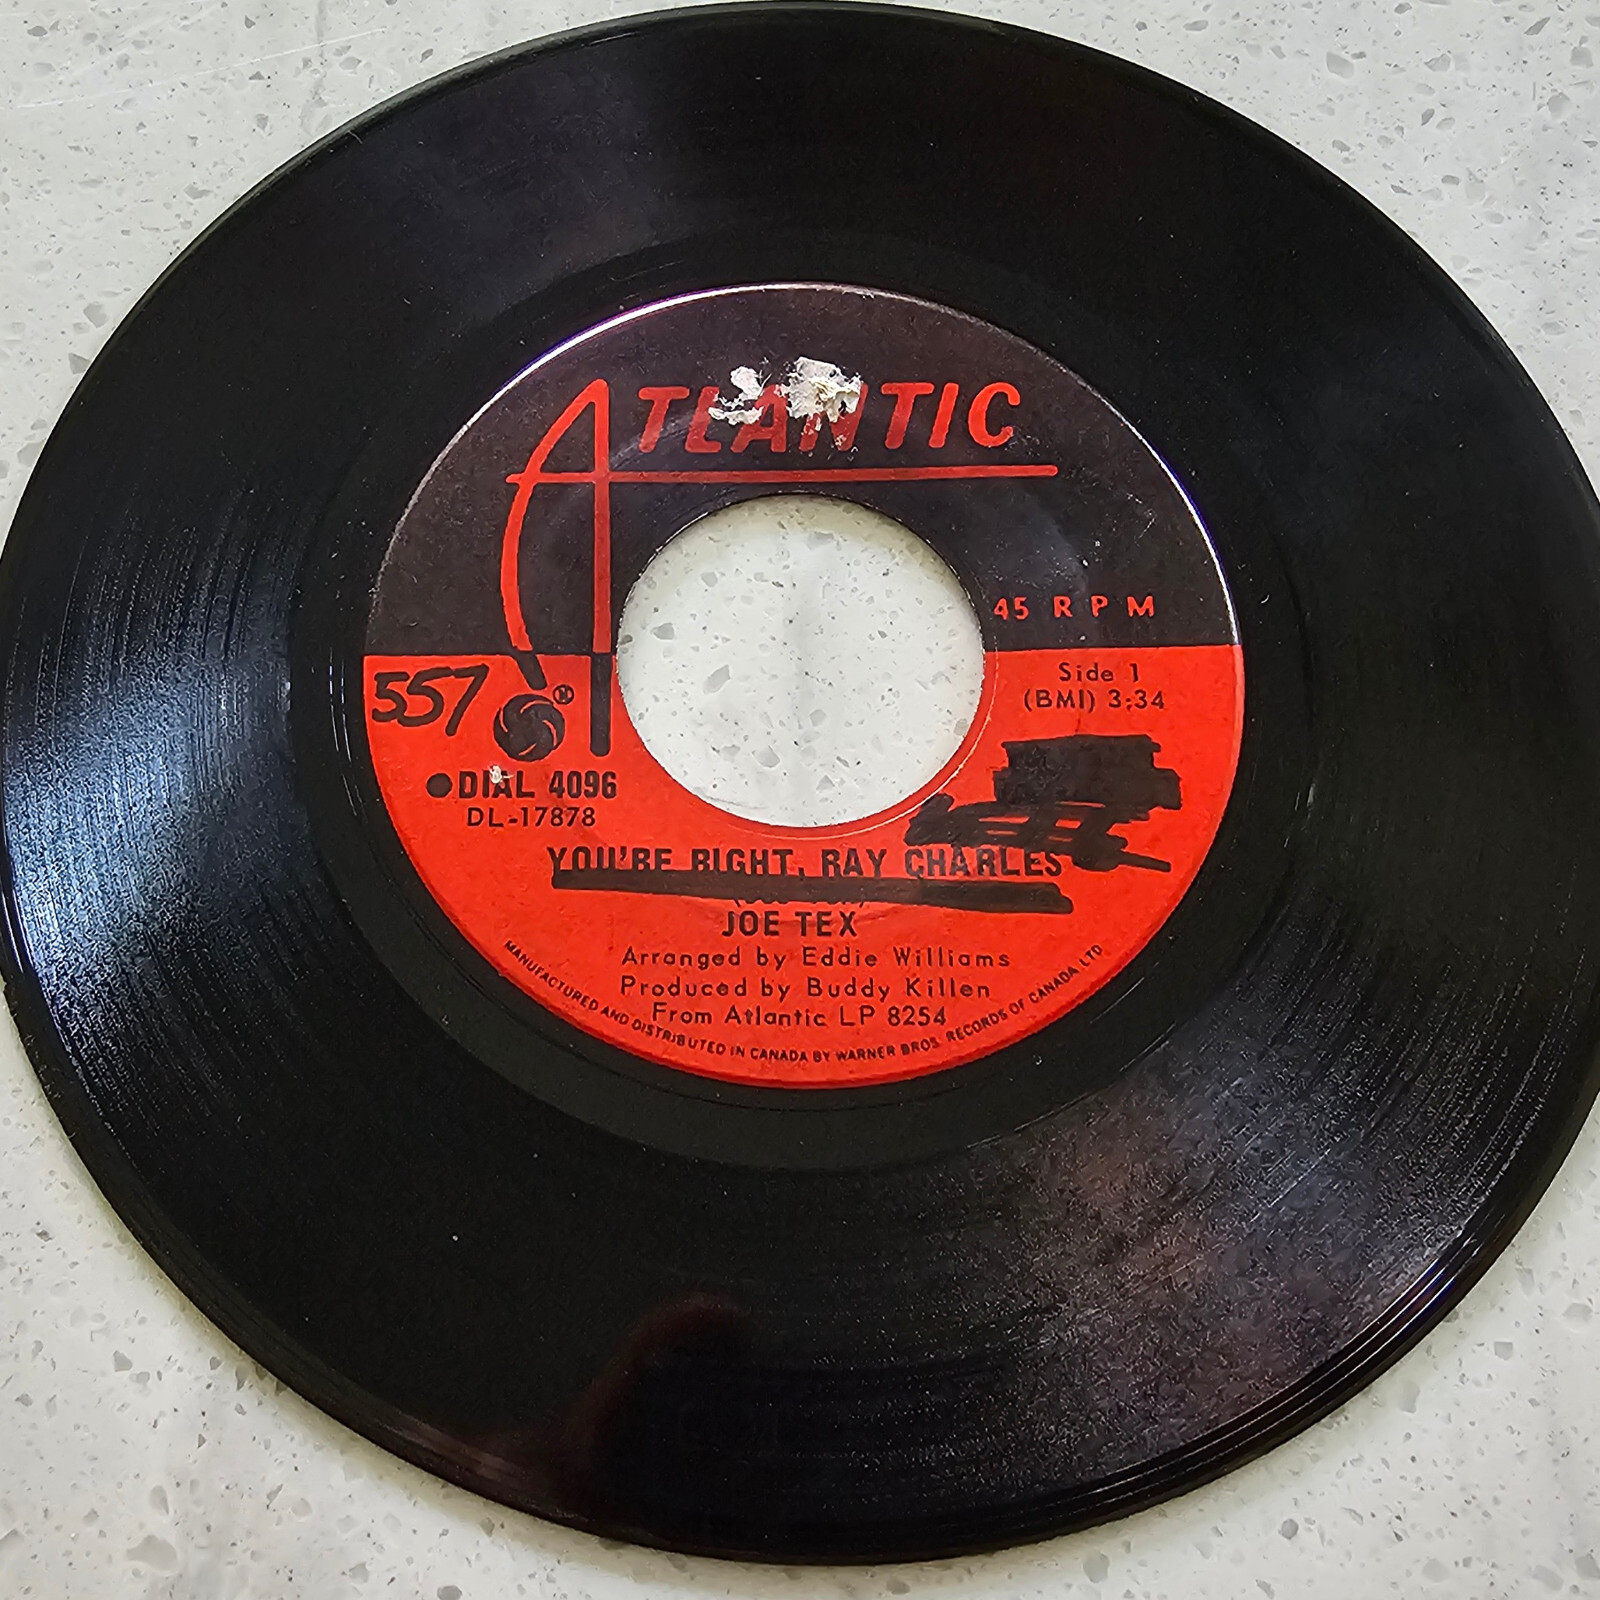 ATLANTIC
45 RPM
Side 1
(BMI) 3:34
557
®
DIAL 4096
DL-17878
YOU'RE RIGHT, RAY CHARLES
JOE TEX
Arranged by Eddie Williams
Produced by Buddy Killen
From Atlantic LP 8254
MANUFACTURED AND DISTRIBUTED IN CANADA BY WARNER BROS. RECORDS OF CANADA LTD